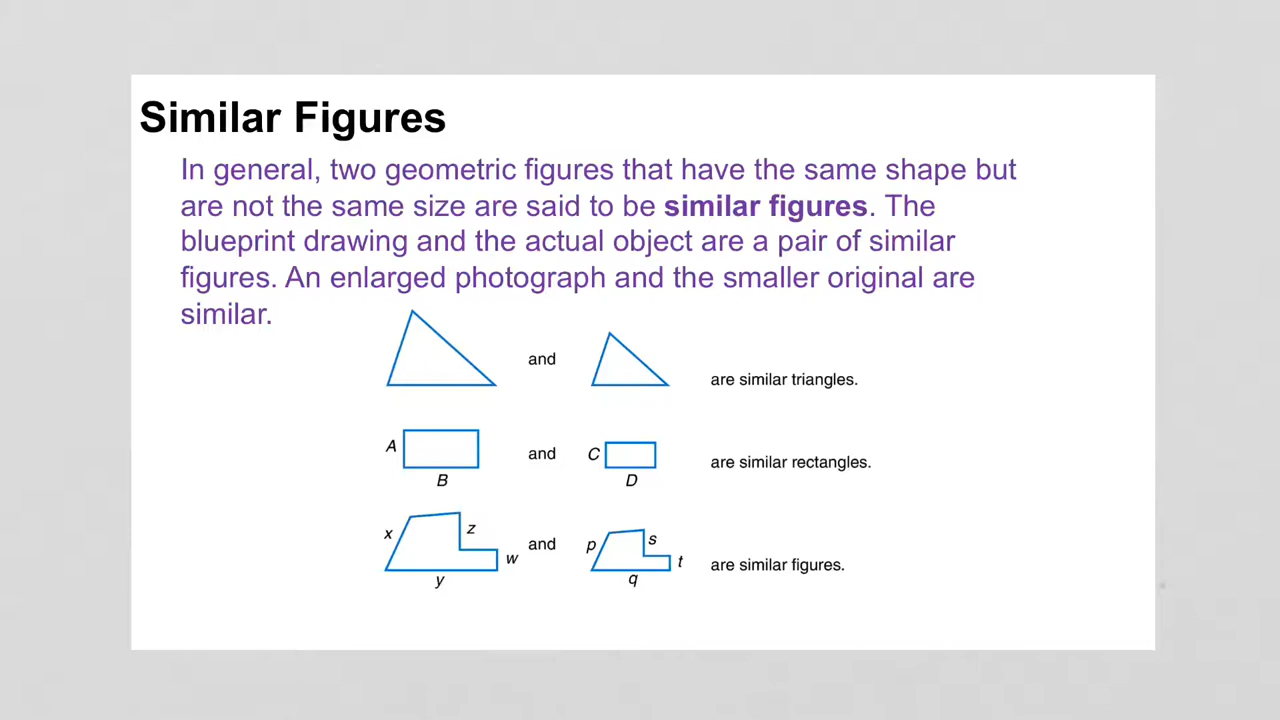 Similar Figures
In general, two geometric figures that have the same shape but
are not the same size are said to be similar figures. The
blueprint drawing and the actual object are a pair of similar
figures. An enlarged photograph and the smaller original are
similar.
and
are similar triangles.
A
B
and
C
D
are similar rectangles.
x
y
z
w
and
p
q
s
t
are similar figures.